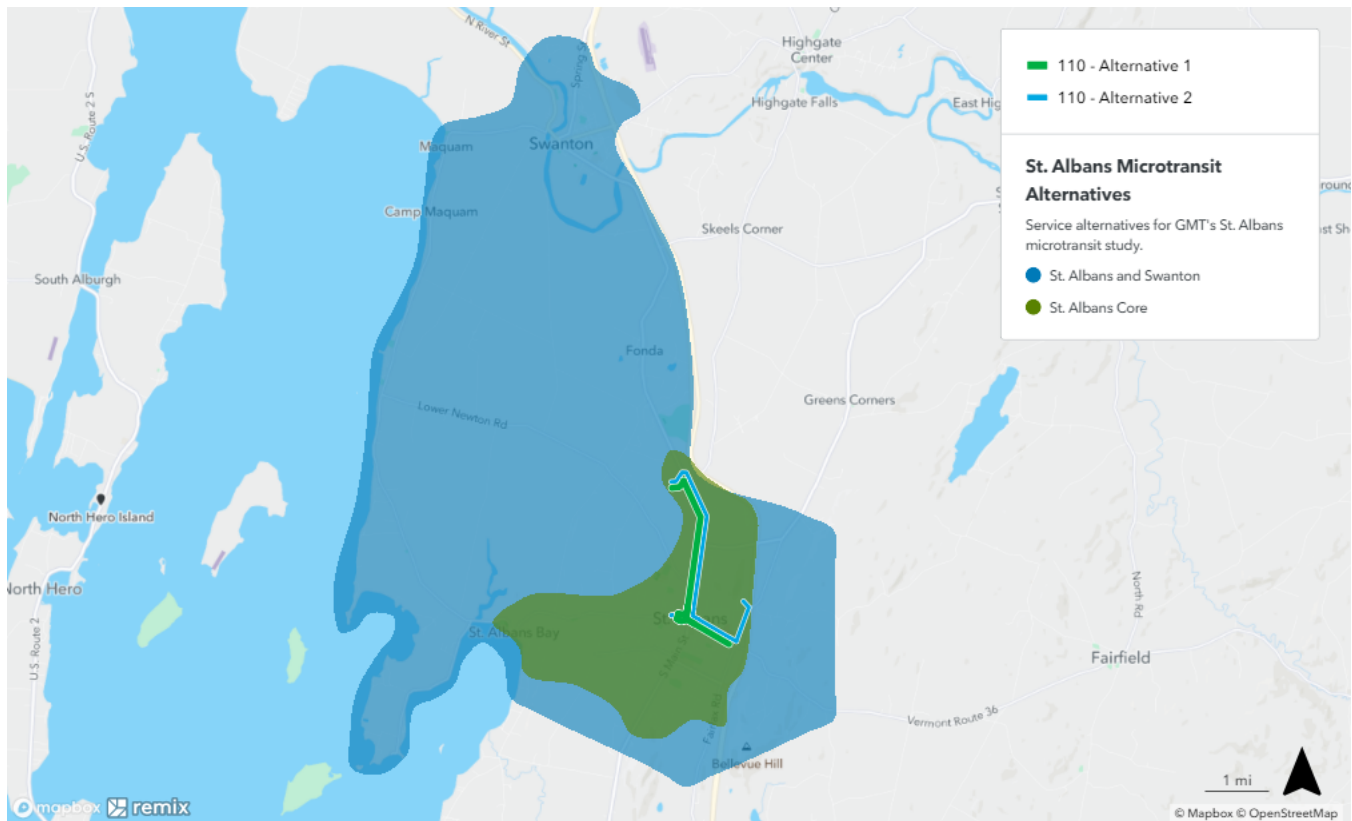 N River St
Spring St
Highgate
Center
110 - Alternative 1
110 - Alternative 2
U.S. Route 2 S
Highgate Falls
East Hig
Maquam
Swanton
St. Albans Microtransit
Alternatives
Service alternatives for GMT's St. Albans
microtransit study.
St. Albans and Swanton
St. Albans Core
Camp Maquam
Skeels Corner
South Alburgh
Fonda
Greens Corners
Lower Newton Rd
North Hero Island
North Hero
U.S. Route 2
St. Albans Bay
St. Albans
S Main St
North Rd
Fairfield
Fairfax Rd
Vermont Route 36
Bellevue Hill
1 mi
mapbox remix
© Mapbox © OpenStreetMap